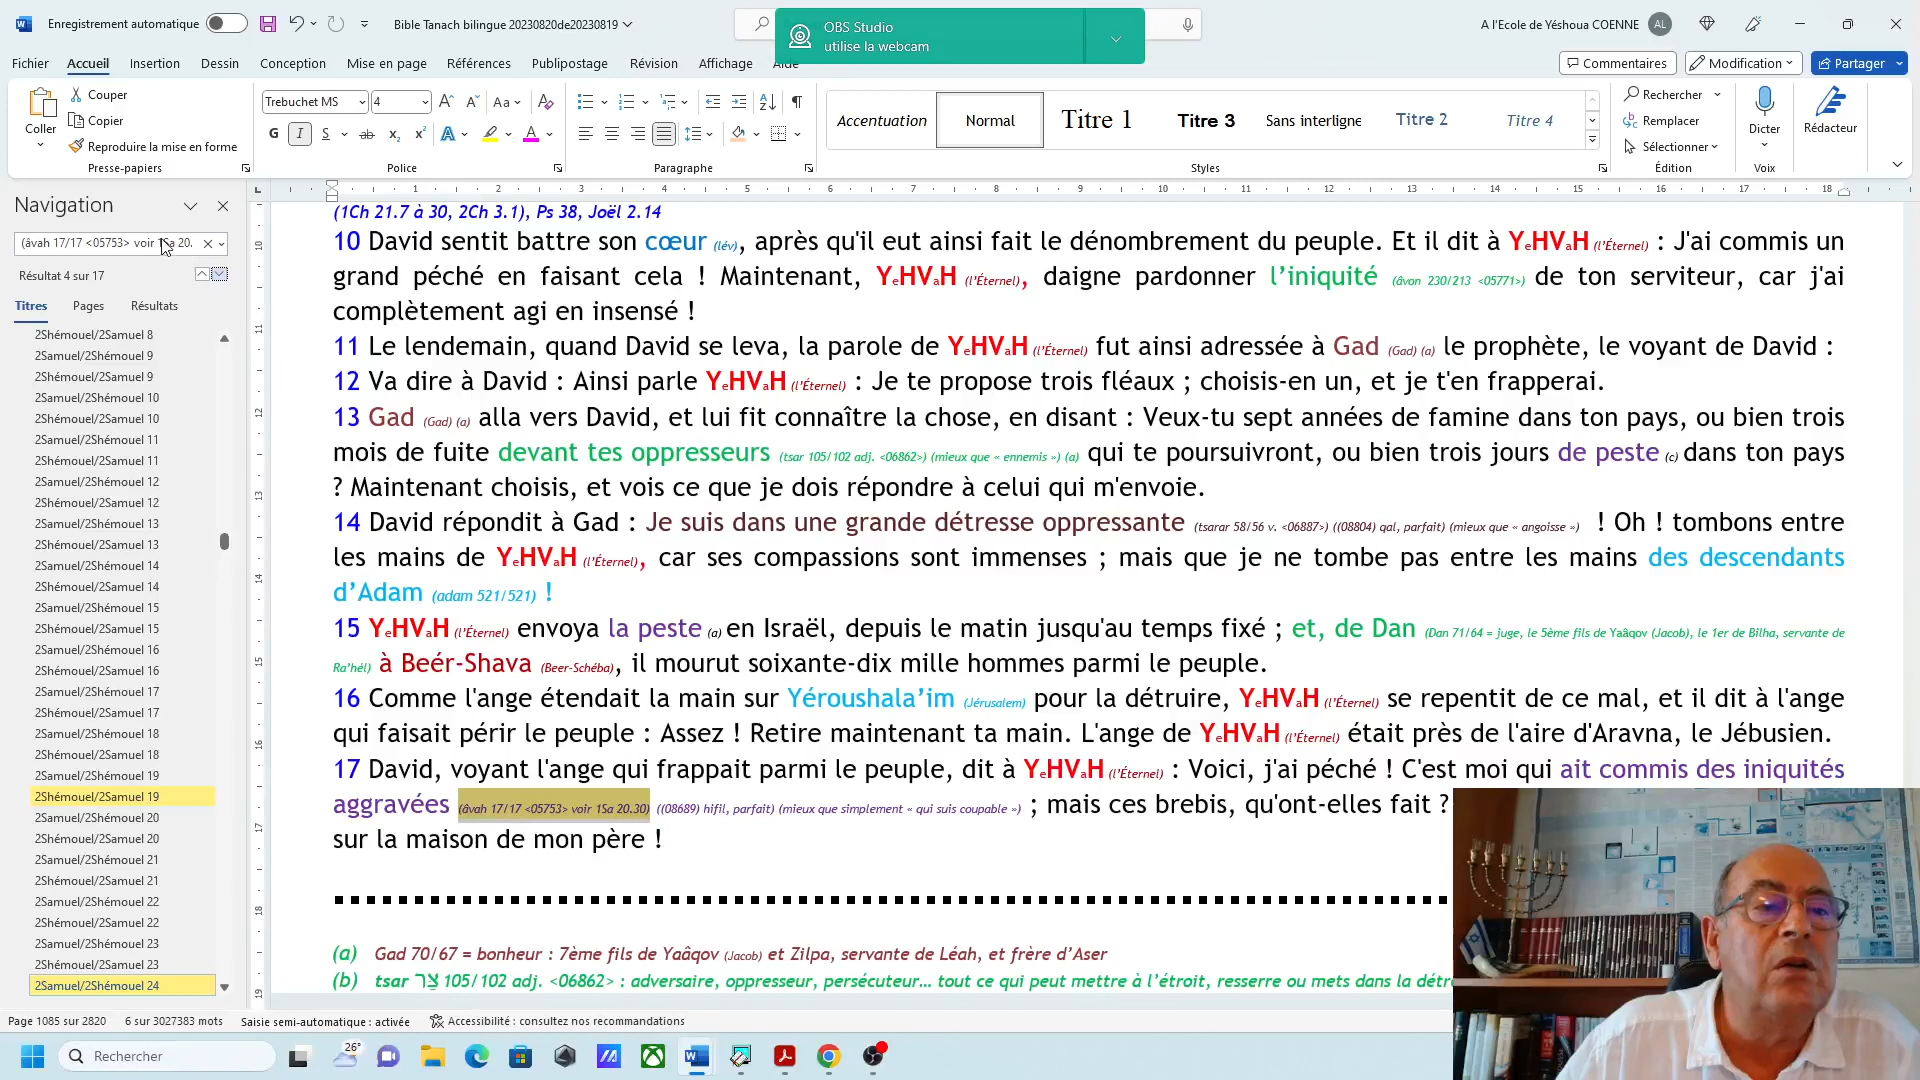 Enregistrement automatique
Bible Tanach bilingue 20230820de20230819
OBS Studio
utilise la webcam
A l'Ecole de Yéshoua COENNE
AL
Fichier Accueil Insertion Dessin Conception Mise en page Références Publipostage Révision Affichage Aide
Commentaires Modification Partager
Coller
Couper
Copier
Reproduire la mise en forme
Presse-papiers
Trebuchet MS 4
Police
Paragraphe
Accentuation Normal Titre 1 Titre 3 Sans interligne Titre 2 Titre 4
Styles
Rechercher
Remplacer
Sélectionner
Édition
Dicter
Voix
Rédacteur
Navigation
(âvah 17/17 <05753> voir 1Sa 20.
Résultat 4 sur 17
Titres Pages Résultats
2Shémouel/2Samuel 8
2Samuel/2Shémouel 9
2Shémouel/2Samuel 9
2Samuel/2Shémouel 10
2Shémouel/2Samuel 10
2Samuel/2Shémouel 11
2Shémouel/2Samuel 11
2Samuel/2Shémouel 12
2Shémouel/2Samuel 12
2Samuel/2Shémouel 13
2Shémouel/2Samuel 13
2Samuel/2Shémouel 14
2Shémouel/2Samuel 14
2Samuel/2Shémouel 15
2Shémouel/2Samuel 15
2Samuel/2Shémouel 16
2Shémouel/2Samuel 16
2Samuel/2Shémouel 17
2Shémouel/2Samuel 17
2Samuel/2Shémouel 18
2Shémouel/2Samuel 18
2Samuel/2Shémouel 19
2Shémouel/2Samuel 19
2Samuel/2Shémouel 20
2Shémouel/2Samuel 20
2Samuel/2Shémouel 21
2Shémouel/2Samuel 21
2Samuel/2Shémouel 22
2Shémouel/2Samuel 22
2Samuel/2Shémouel 23
2Shémouel/2Samuel 23
2Samuel/2Shémouel 24
(1Ch 21.7 à 30, 2Ch 3.1), Ps 38, Joël 2.14
10 David sentit battre son cœur (lév), après qu'il eut ainsi fait le dénombrement du peuple. Et il dit à YeHVaH (l'Éternel) : J'ai commis un
grand péché en faisant cela ! Maintenant, YeHVaH (l'Éternel), daigne pardonner l’iniquité (âvon 230/213 <05771>) de ton serviteur, car j'ai
complètement agi en insensé !
11 Le lendemain, quand David se leva, la parole de YeHVaH (l'Éternel) fut ainsi adressée à Gad (Gad) (a) le prophète, le voyant de David :
12 Va dire à David : Ainsi parle YeHVaH (l'Éternel) : Je te propose trois fléaux ; choisis-en un, et je t'en frapperai.
13 Gad (Gad) (a) alla vers David, et lui fit connaître la chose, en disant : Veux-tu sept années de famine dans ton pays, ou bien trois
mois de fuite devant tes oppresseurs (tsar 105/102 adj. <06862>) (mieux que « ennemis ») (a) qui te poursuivront, ou bien trois jours de peste (c) dans ton pays
? Maintenant choisis, et vois ce que je dois répondre à celui qui m'envoie.
14 David répondit à Gad : Je suis dans une grande détresse oppressante (tsarar 58/56 v. <06887>) ((08804) qal, parfait) (mieux que « angoisse ») ! Oh ! tombons entre
les mains de YeHVaH (l'Éternel), car ses compassions sont immenses ; mais que je ne tombe pas entre les mains des descendants
d’Adam (adam 521/521) !
15 YeHVaH (l'Éternel) envoya la peste (a) en Israël, depuis le matin jusqu'au temps fixé ; et, de Dan (Dan 71/64 = juge, le 5ème fils de Yaâqov (Jacob), le 1er de Bilha, servante de
Ra'hél) à Beér-Shava (Beer-Schéba), il mourut soixante-dix mille hommes parmi le peuple.
16 Comme l'ange étendait la main sur Yéroushala’im (Jérusalem) pour la détruire, YeHVaH (l'Éternel) se repentit de ce mal, et il dit à l'ange
qui faisait périr le peuple : Assez ! Retire maintenant ta main. L'ange de YeHVaH (l'Éternel) était près de l'aire d'Aravna, le Jébusien.
17 David, voyant l'ange qui frappait parmi le peuple, dit à YeHVaH (l'Éternel) : Voici, j'ai péché ! C'est moi qui ait commis des iniquités
aggravées (âvah 17/17 <05753> voir 1Sa 20.30) ((08689) hifil, parfait) (mieux que simplement « qui suis coupable ») ; mais ces brebis, qu'ont-elles fait ?
sur la maison de mon père !
(a) Gad 70/67 = bonheur : 7ème fils de Yaâqov (Jacob) et Zilpa, servante de Léah, et frère d’Aser
(b) tsar צַר 105/102 adj. <06862> : adversaire, oppresseur, persécuteur… tout ce qui peut mettre à l’étroit, resserre ou mets dans la
Page 1085 sur 2820 6 sur 3027383 mots Saisie semi-automatique : activée Accessibilité : consultez nos recommandations
Rechercher
26°